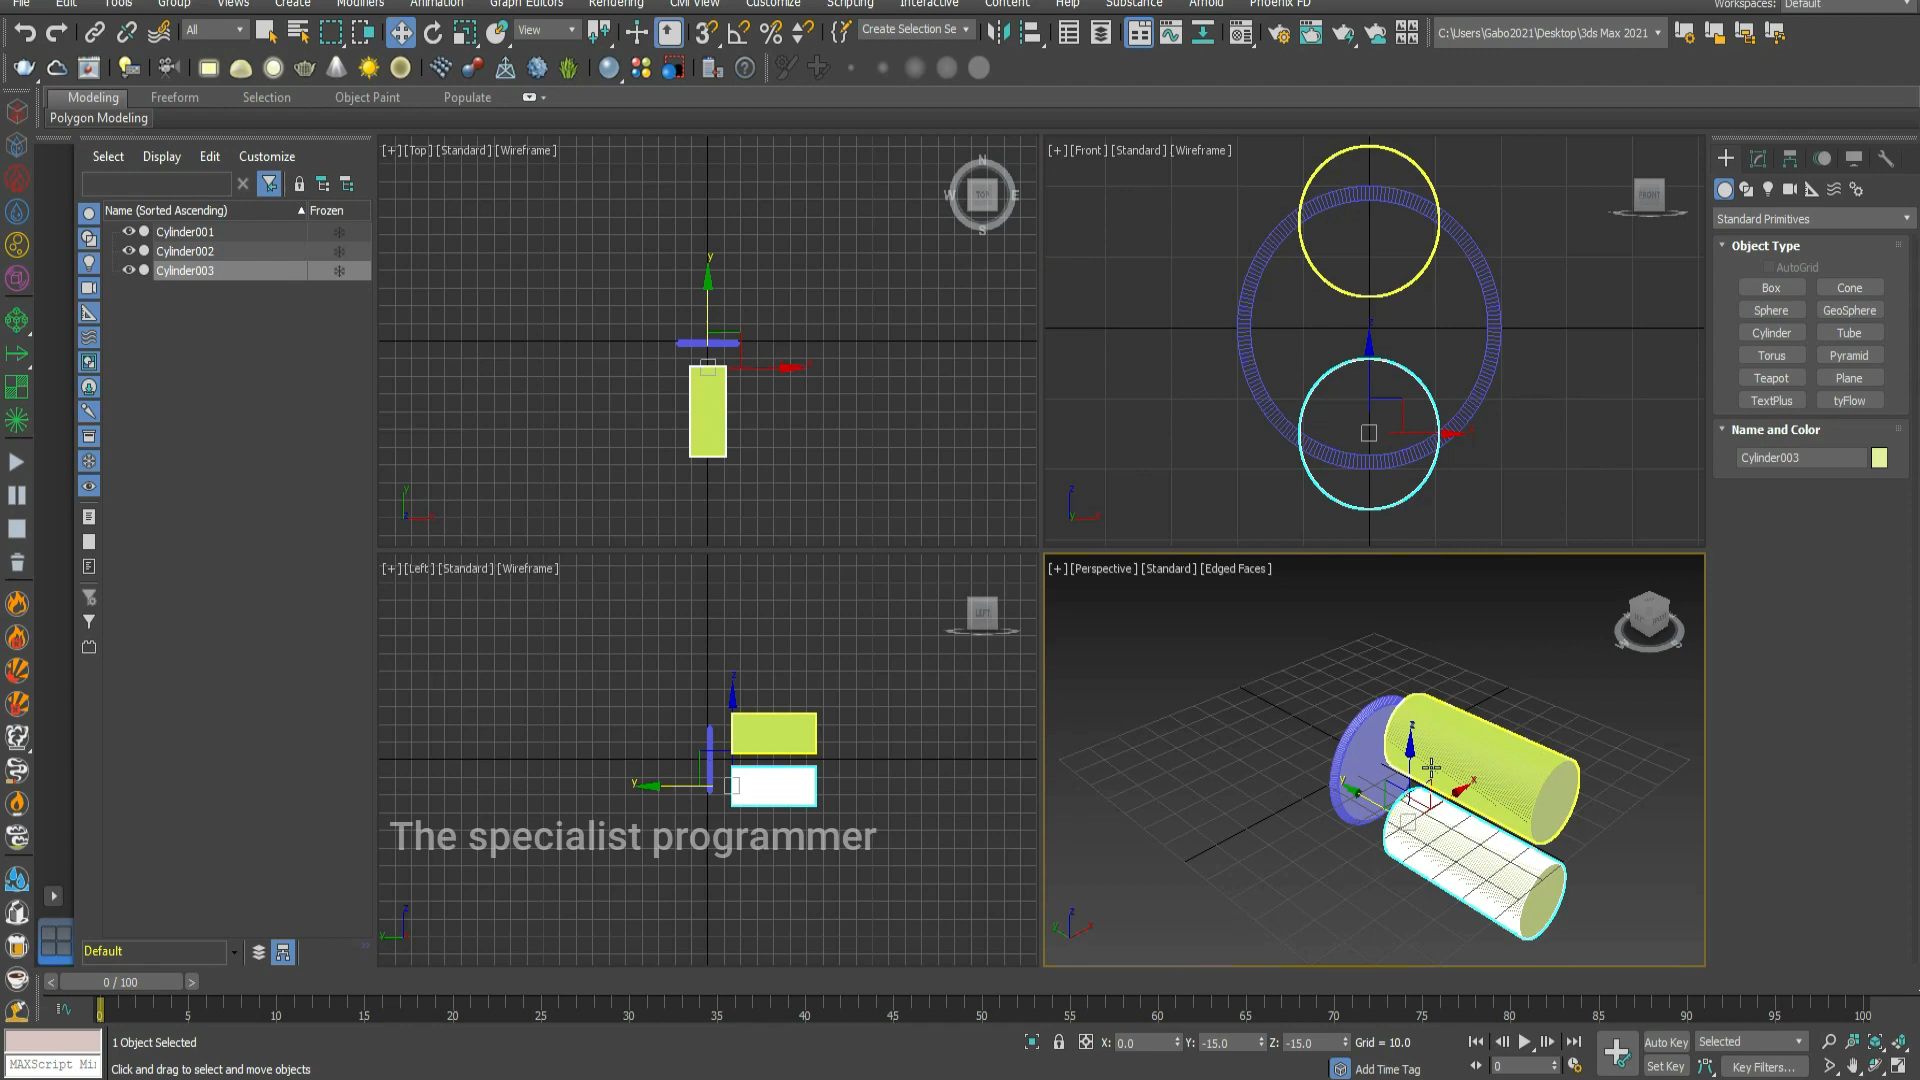 File Edit Tools Group Views Create Modifiers Animation Graph Editors Rendering Civil View Customize Scripting Interactive Content Help Substance Arnold Phoenix FD Workspaces: Default
All View Create Selection Se C:\Users\Gabo2021\Desktop\3ds Max 2021
Modeling Freeform Selection Object Paint Populate
Polygon Modeling
Select Display Edit Customize
Name (Sorted Ascending) Frozen
Cylinder001
Cylinder002
Cylinder003
Default
[+] [Top] [Standard] [Wireframe]
N
W TOP E
S
y
x
[+] [Front] [Standard] [Wireframe]
FRONT
z
x
[+] [Left] [Standard] [Wireframe]
LEFT
z
y
The specialist programmer
[+] [Perspective] [Standard] [Edged Faces]
z
y
x
Standard Primitives
Object Type
AutoGrid
Box Cone
Sphere GeoSphere
Cylinder Tube
Torus Pyramid
Teapot Plane
TextPlus tyFlow
Name and Color
Cylinder003
< 0 / 100 >
0 5 10 15 20 25 30 35 40 45 50 55 60 65 70 75 80 85 90 95 100
1 Object Selected X: 0.0 Y: -15.0 Z: -15.0 Grid = 10.0 Auto Key Selected
MAXScript Mi Click and drag to select and move objects Add Time Tag 0 Set Key Key Filters...